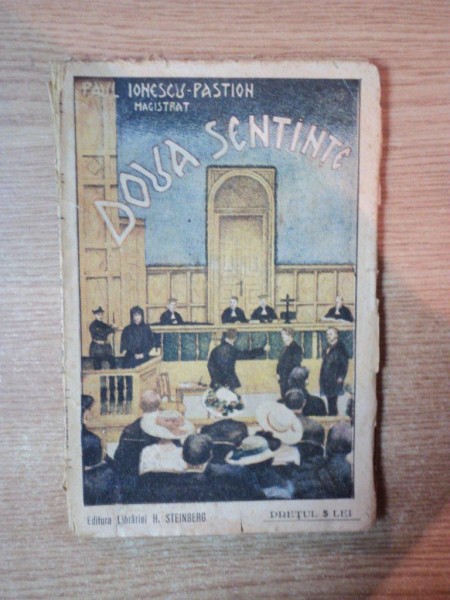 PAUL IONESCU-PASTION
MAGISTRAT
DOUA SENTINTE
Editura Librăriei H. STEINBERG
PREȚUL 5 LEI